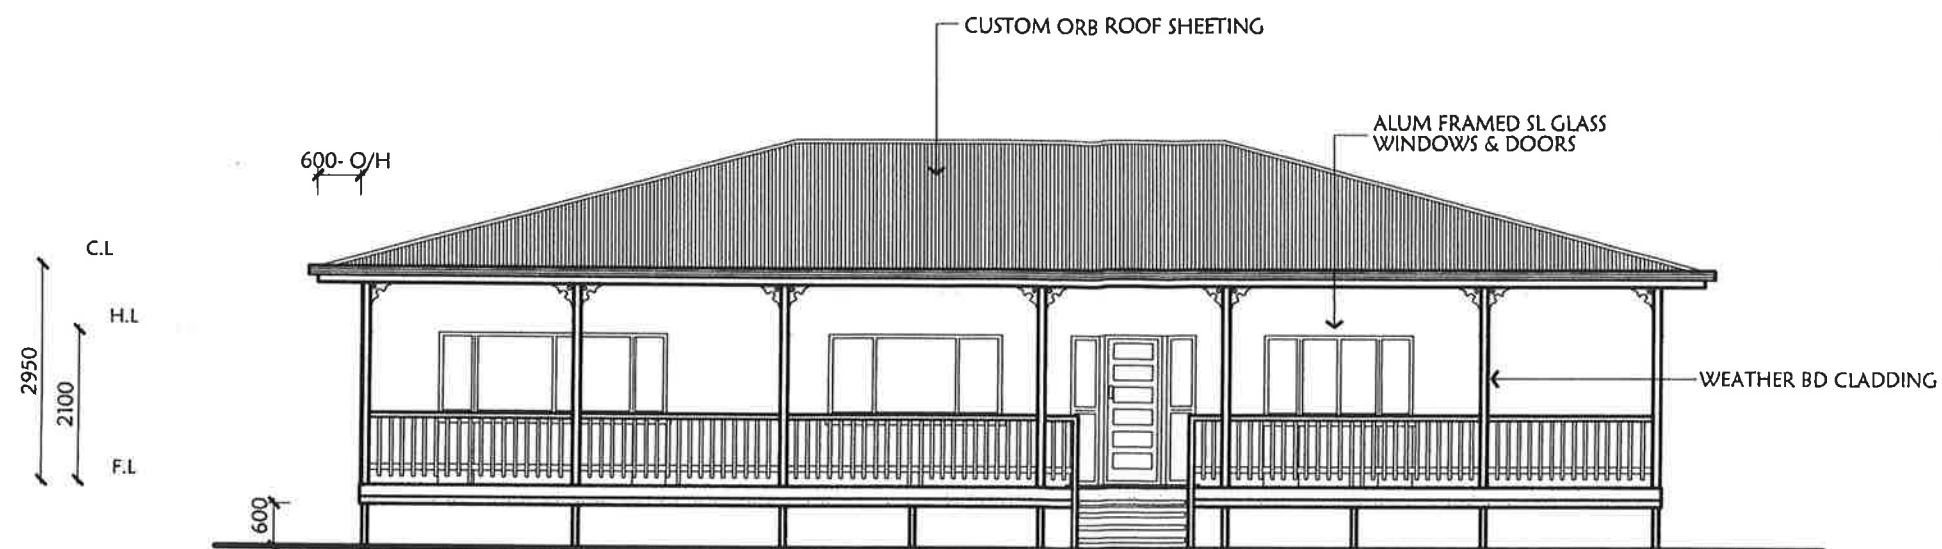 CUSTOM ORB ROOF SHEETING
ALUM FRAMED SL GLASS
WINDOWS & DOORS
600- O/H
C.L
H.L
2950
2100
F.L
WEATHER BD CLADDING
600